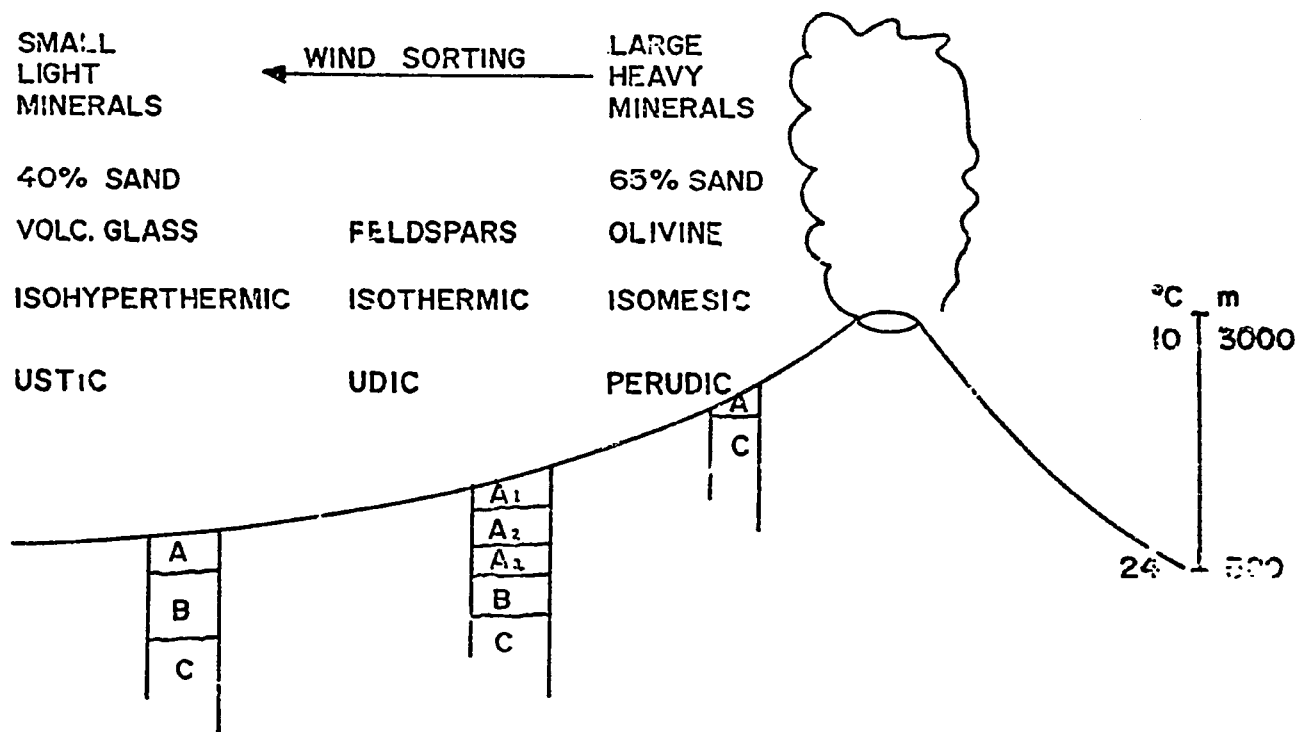 SMALL
LIGHT
MINERALS
WIND SORTING
LARGE
HEAVY
MINERALS
40% SAND
65% SAND
VOLC. GLASS
FELDSPARS
OLIVINE
ISOHYPERTHERMIC
ISOTHERMIC
ISOMESIC
°C m
10 3000
USTIC
UDIC
PERUDIC
A
C
A1
A2
A2
B
C
A
B
C
24